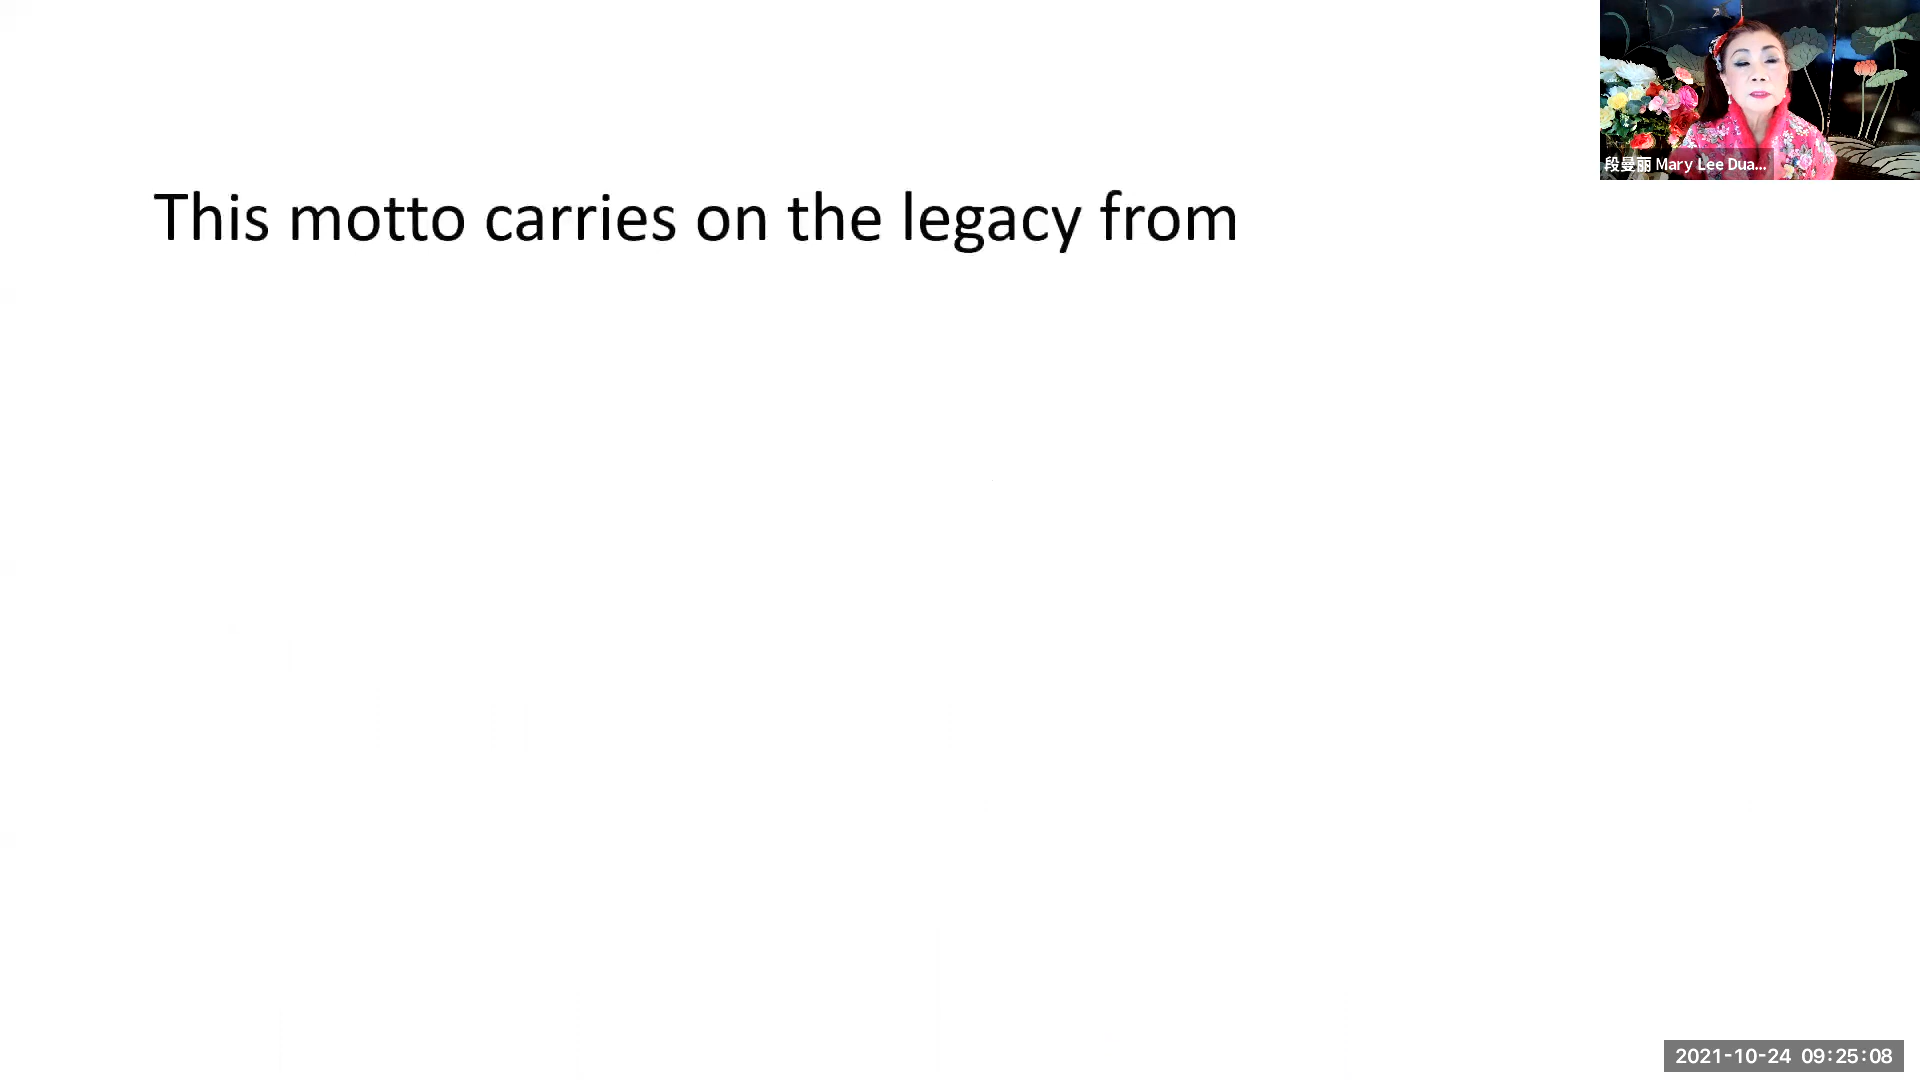 段曼丽 Mary Lee Dua...
This motto carries on the legacy from
2021-10-24 09:25:08